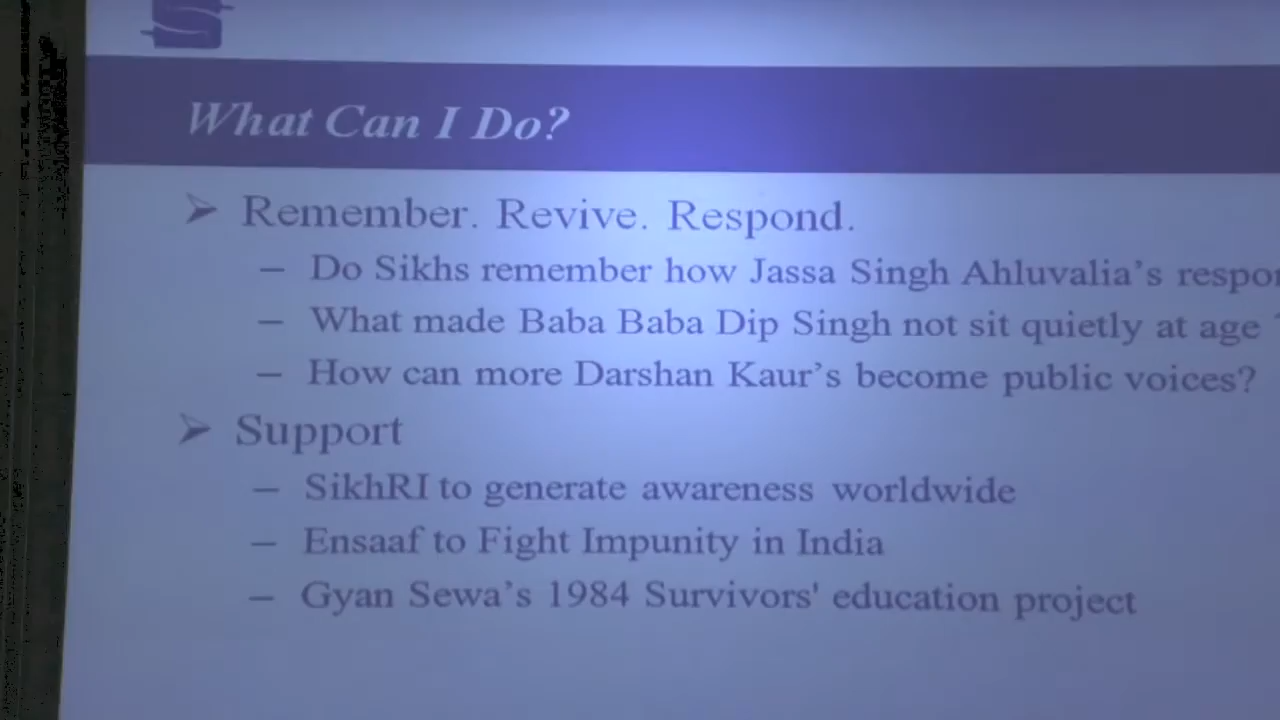 What Can I Do?
➢ Remember. Revive. Respond.
– Do Sikhs remember how Jassa Singh Ahluvalia's
– What made Baba Baba Dip Singh not sit quietly at age
– How can more Darshan Kaur's become public voices?
➢ Support
– SikhRI to generate awareness worldwide
– Ensaaf to Fight Impunity in India
– Gyan Sewa's 1984 Survivors' education project